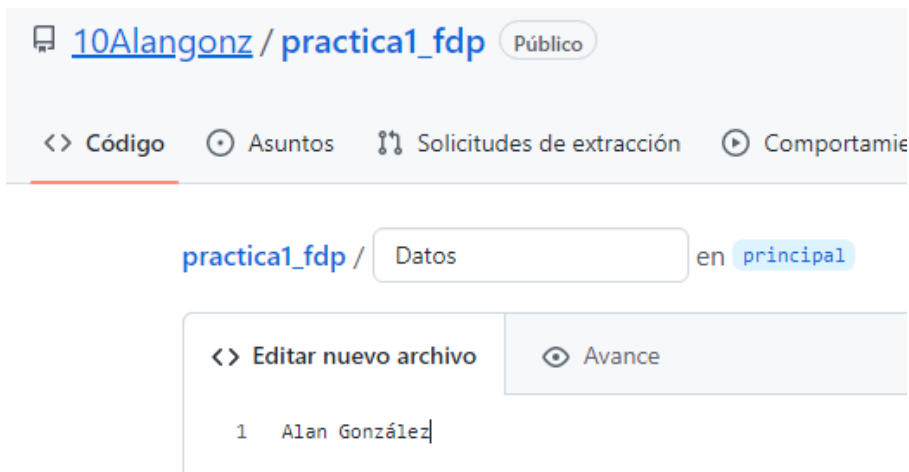 10Alangonz / practica1_fdp Público
<> Código Asuntos Solicitudes de extracción Comportamie
practica1_fdp / Datos en principal
<> Editar nuevo archivo Avance
1 Alan González